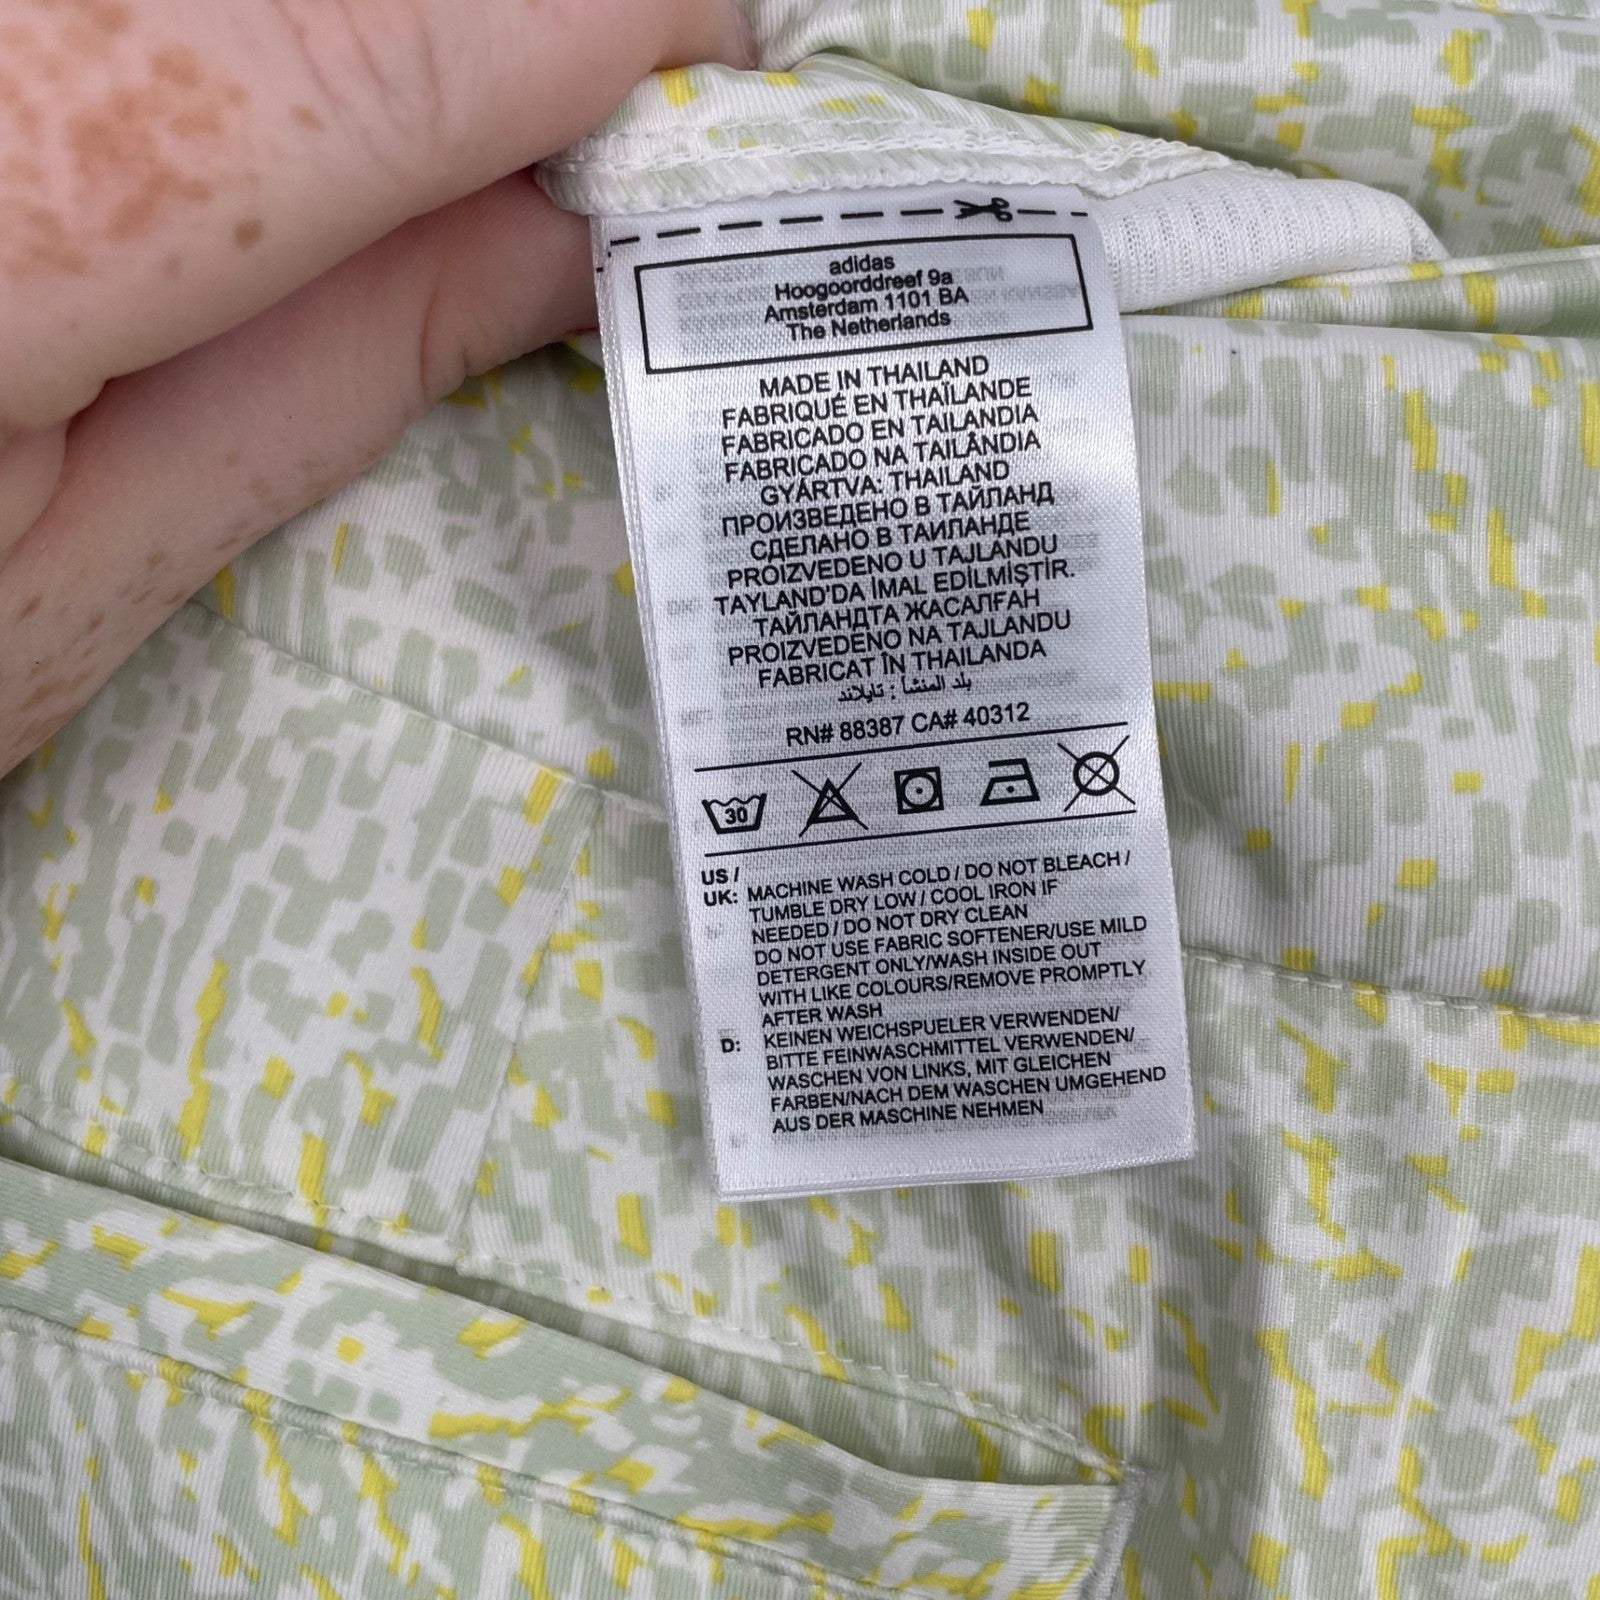 adidas
Hoogoorddreef 9a
Amsterdam 1101 BA
The Netherlands
MADE IN THAILAND
FABRIQUÉ EN THAÏLANDE
FABRICADO EN TAILANDIA
FABRICADO NA TAILÂNDIA
GYÁRTVA: THAILAND
ПРОИЗВЕДЕНО В ТАЙЛАНД
СДЕЛАНО В ТАИЛАНДЕ
PROIZVEDENO U TAJLANDU
TAYLAND'DA İMAL EDİLMİŞTİR.
ТАЙЛАНДТА ЖАСАЛҒАН
PROIZVEDENO NA TAJLANDU
FABRICAT ÎN THAILANDA
بلد المنشأ : تايلاند
RN# 88387 CA# 40312
30
US /
UK: MACHINE WASH COLD / DO NOT BLEACH /
TUMBLE DRY LOW / COOL IRON IF
NEEDED / DO NOT DRY CLEAN
DO NOT USE FABRIC SOFTENER/USE MILD
DETERGENT ONLY/WASH INSIDE OUT
WITH LIKE COLOURS/REMOVE PROMPTLY
AFTER WASH
D: KEINEN WEICHSPUELER VERWENDEN/
BITTE FEINWASCHMITTEL VERWENDEN/
WASCHEN VON LINKS, MIT GLEICHEN
FARBEN/NACH DEM WASCHEN UMGEHEND
AUS DER MASCHINE NEHMEN